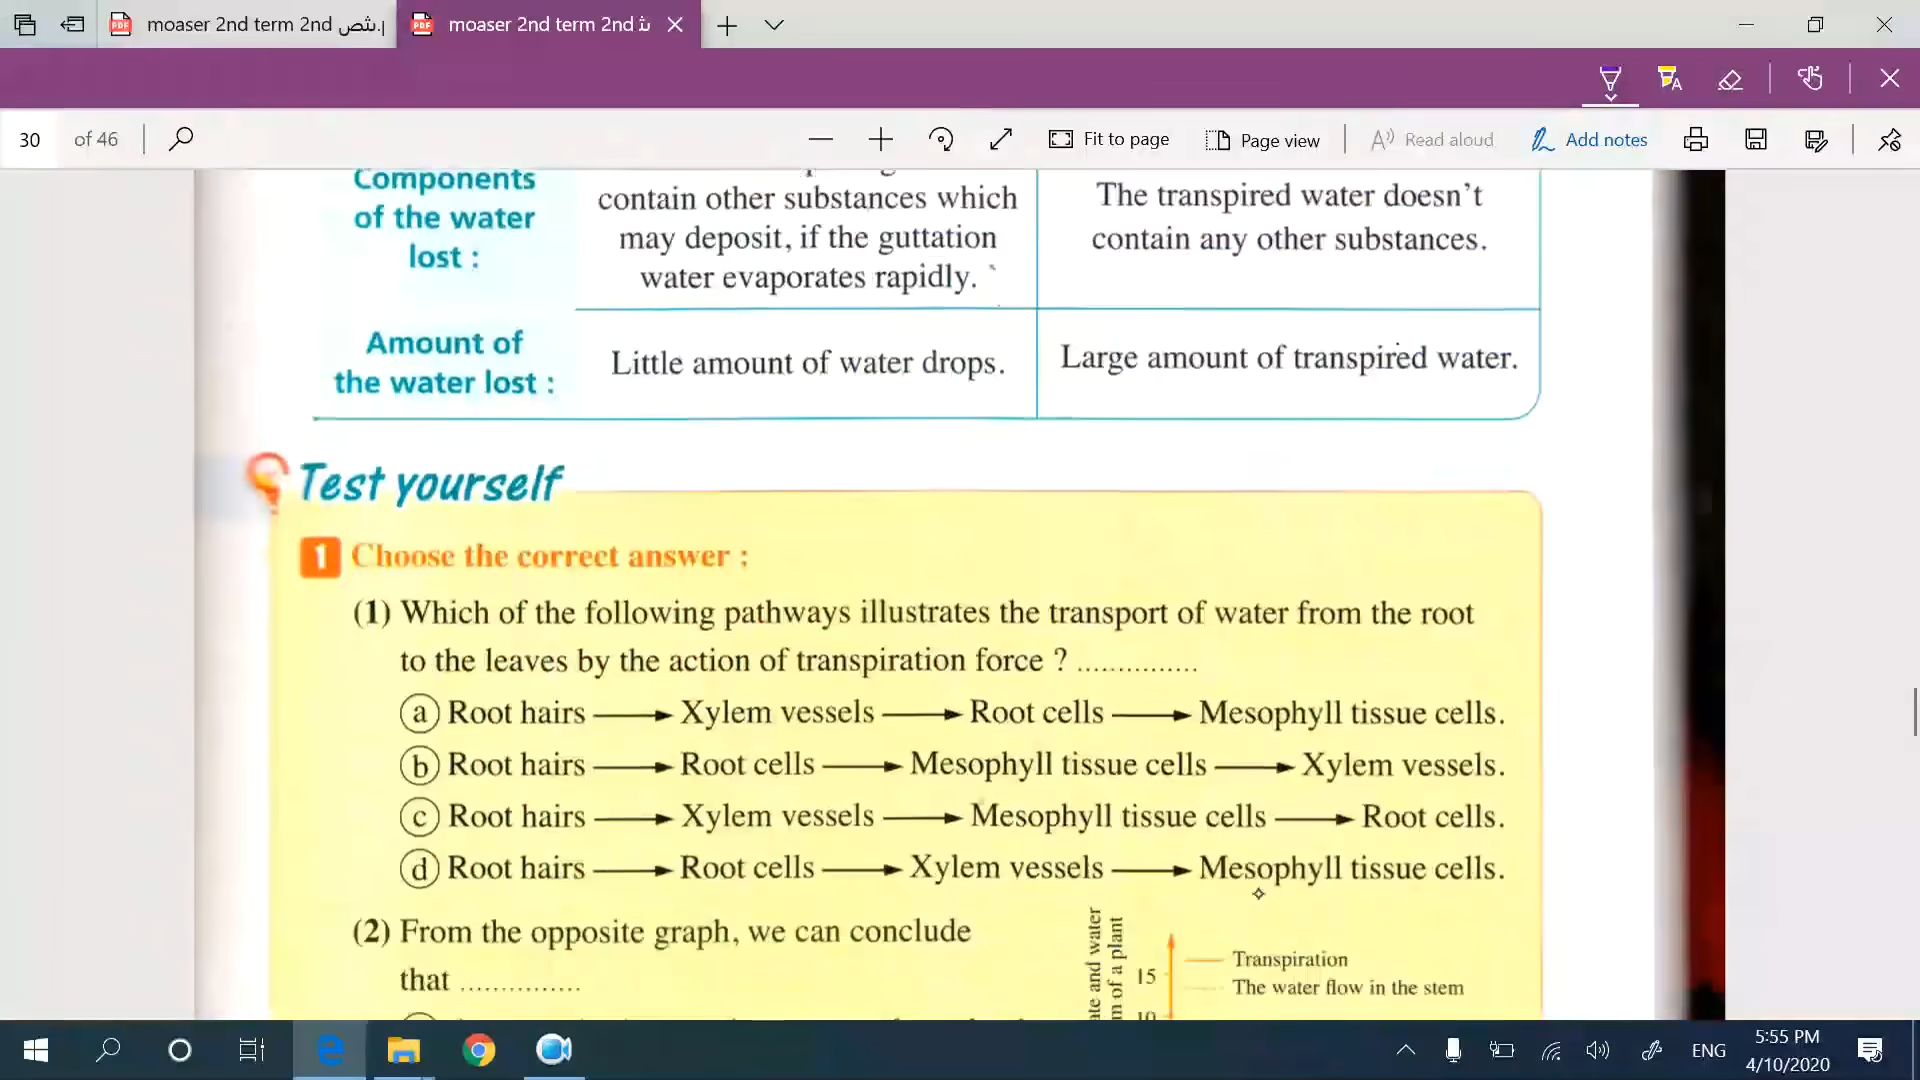 moaser 2nd term 2nd ثص.
moaser 2nd term 2nd ث
30 of 46
Fit to page
Page view
Read aloud
Add notes
Components
of the water
lost :
contain other substances which
may deposit, if the guttation
water evaporates rapidly.
The transpired water doesn't
contain any other substances.
Amount of
the water lost :
Little amount of water drops.
Large amount of transpired water.
Test yourself
1 Choose the correct answer :
(1) Which of the following pathways illustrates the transport of water from the root
to the leaves by the action of transpiration force ? ...............
a Root hairs → Xylem vessels → Root cells → Mesophyll tissue cells.
b Root hairs → Root cells → Mesophyll tissue cells → Xylem vessels.
c Root hairs → Xylem vessels → Mesophyll tissue cells → Root cells.
d Root hairs → Root cells → Xylem vessels → Mesophyll tissue cells.
(2) From the opposite graph, we can conclude
that ...............
ate and water
m of a plant
15
10
Transpiration
The water flow in the stem
ENG
5:55 PM
4/10/2020